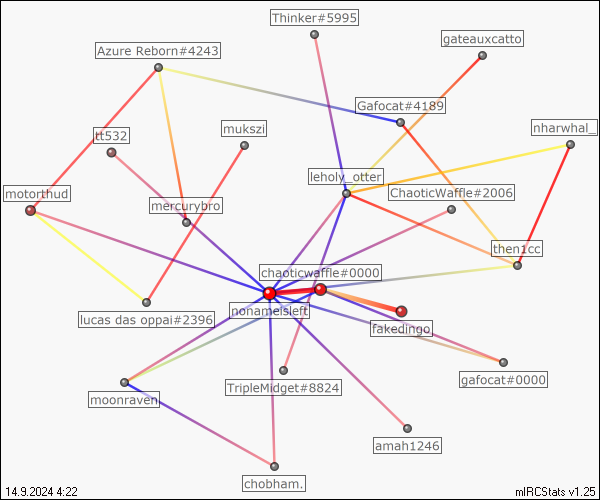 Thinker#5995
gateauxcatto
Azure Reborn#4243
Gafocat#4189
nharwhal_
tt532
mukszi
leholy_otter
ChaoticWaffle#2006
motorthud
mercurybro
then1cc
chaoticwaffle#0000
nonameisleft
lucas das oppai#2396
fakedingo
TripleMidget#8824
gafocat#0000
moonraven
amah1246
chobham.
14.9.2024 4:22
mIRCStats v1.25